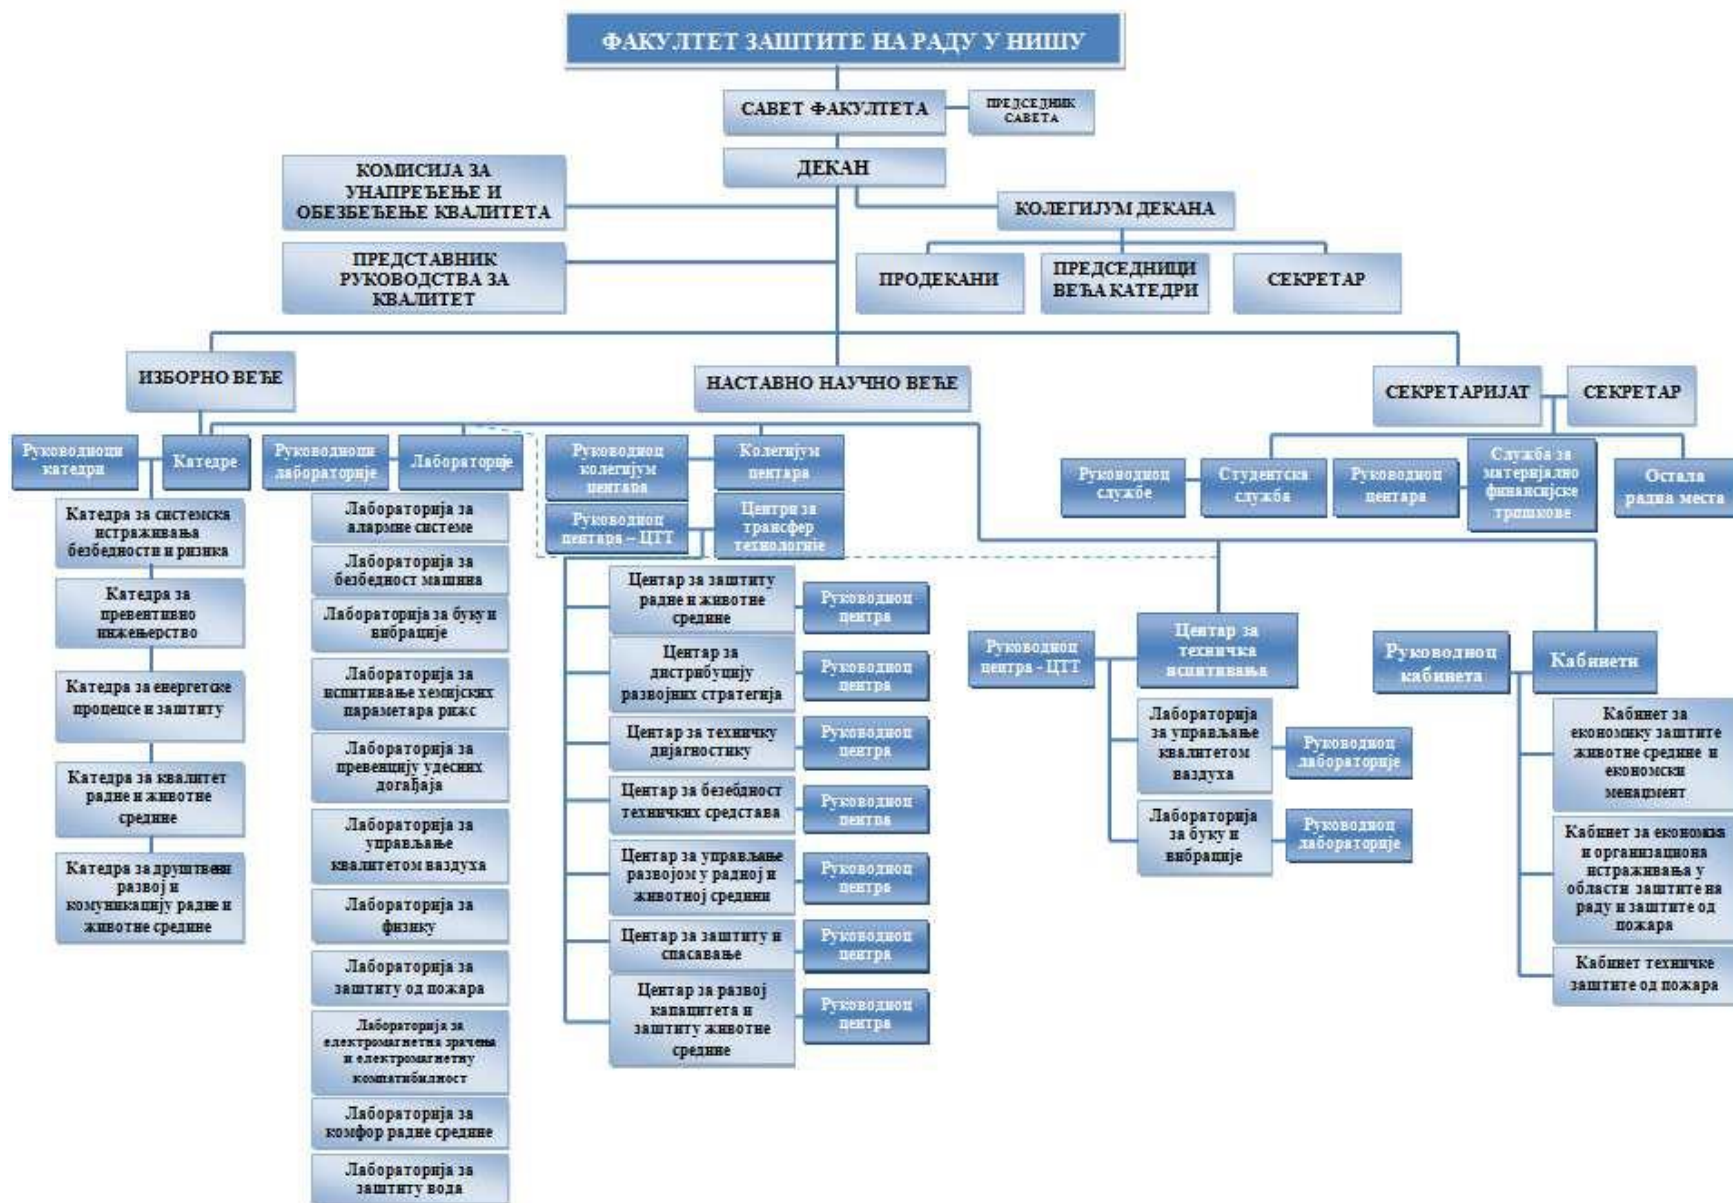 ФАКУЛТЕТ ЗАШТИТЕ НА РАДУ У НИШУ
САВЕТ ФАКУЛТЕТА
ПРЕДСЕДНИК
САВЕТА
ДЕКАН
КОМИСИЈА ЗА
УНАПРЕЂЕЊЕ И
ОБЕЗБЕЂЕЊЕ КВАЛИТЕТА
КОЛЕГИЈУМ ДЕКАНА
ПРЕДСТАВНИК
РУКОВОДСТВА ЗА
КВАЛИТЕТ
ПРОДЕКАНИ
ПРЕДСЕДНИЦИ
ВЕЋА КАТЕДРИ
СЕКРЕТАР
ИЗБОРНО ВЕЋЕ
НАСТАВНО НАУЧНО ВЕЋЕ
СЕКРЕТАРИЈАТ
СЕКРЕТАР
Руководиоци
катедри
Катедре
Руководиоци
лабораторије
Лабораторије
Руководиоц
колегијум
центара
Колегијум
центара
Руководиоц
службе
Студентска
служба
Руководиоц
центара
Служба за
материјално
финансијске
трошкове
Остала
радна места
Руководиоц
центара – ЦТТ
Центри за
трансфер
технологије
Катедра за системска
истраживања
безбедности и ризика
Катедра за
превентивно
инжењерство
Катедра за енергетске
процецсе и заштиту
Катедра за квалитет
радне и животне
средине
Катедра за друштвени
развој и
комуникацију радне и
животне средине
Лабораторија за
алармне системе
Лабораторија за
безбедност машина
Лабораторија за буку и
вибрације
Лабораторија за
испитивање хемијских
параметара рижс
Лабораторија за
превенцију удесних
догађаја
Лабораторија за
управљање
квалитетом ваздуха
Лабораторија за
физику
Лабораторија за
заштиту од пожара
Лабораторија за
електромагнетна зрачења
и електромагнетну
компатибилност
Лабораторија за
комфор радне средине
Лабораторија за
заштиту вода
Центар за заштиту
радне и животне
средине
Руководиоц
центра
Центар за
дистрибуцију
развојних стратегија
Руководиоц
центра
Центар за техничку
дијагностику
Руководиоц
центра
Центар за безебдност
техничких средстава
Руководиоц
центра
Центар за управљање
развојом у радној и
животној средини
Руководиоц
центра
Центар за заштиту и
спасавање
Руководиоц
центра
Центар за развој
капацитета и
заштиту животне
средине
Руководиоц
центра
Руководиоц
центра - ЦТТ
Центар за
техничка
испитивања
Лабораторија
за управљање
квалитетом
ваздуха
Руководиоц
лабораторије
Лабораторија
за буку и
вибрације
Руководиоц
лабораторије
Руководиоц
кабинета
Кабинети
Кабинет за
економику заштите
животне средине и
економски
менаџмент
Кабинет за економска
и организациона
истраживања у
области заштите на
раду и заштите од
пожара
Кабинет техничке
заштите од пожара